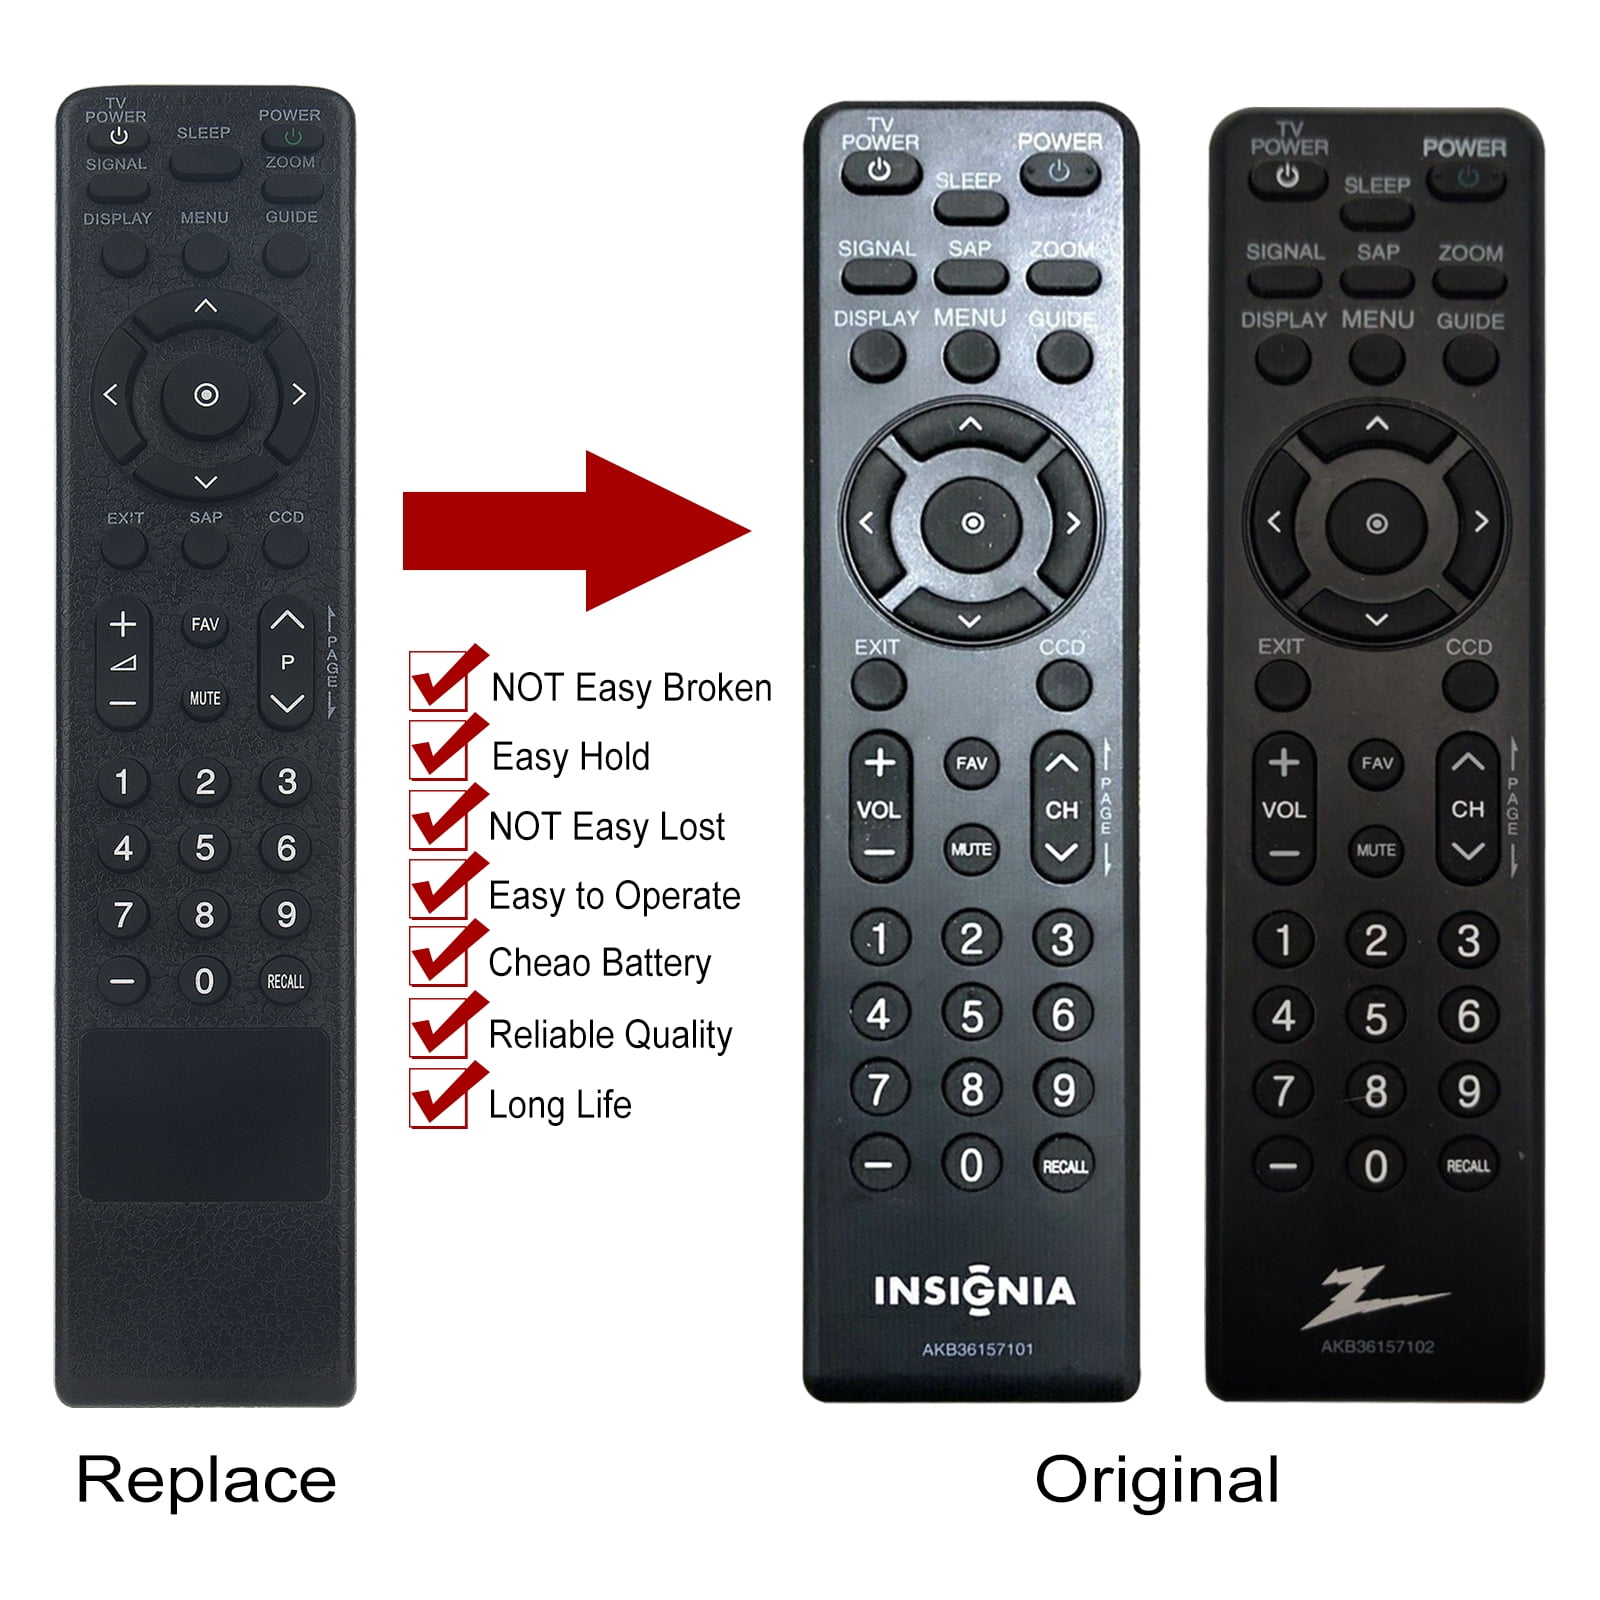 TV
POWER
POWER
SLEEP
SIGNAL
ZOOM
DISPLAY MENU GUIDE
EXIT SAP CCD
+ FAV
P
PAGE
− MUTE
1 2 3
4 5 6
7 8 9
− 0 RECALL
Replace
NOT Easy Broken
Easy Hold
NOT Easy Lost
Easy to Operate
Cheao Battery
Reliable Quality
Long Life
TV
POWER
POWER
SLEEP
SIGNAL SAP ZOOM
DISPLAY MENU GUIDE
EXIT CCD
+ FAV
VOL CH
PAGE
− MUTE
1 2 3
4 5 6
7 8 9
− 0 RECALL
INSIGNIA
AKB36157101
TV
POWER
POWER
SLEEP
SIGNAL SAP ZOOM
DISPLAY MENU GUIDE
EXIT CCD
+ FAV
VOL CH
PAGE
− MUTE
1 2 3
4 5 6
7 8 9
− 0 RECALL
Z
AKB36157102
Original